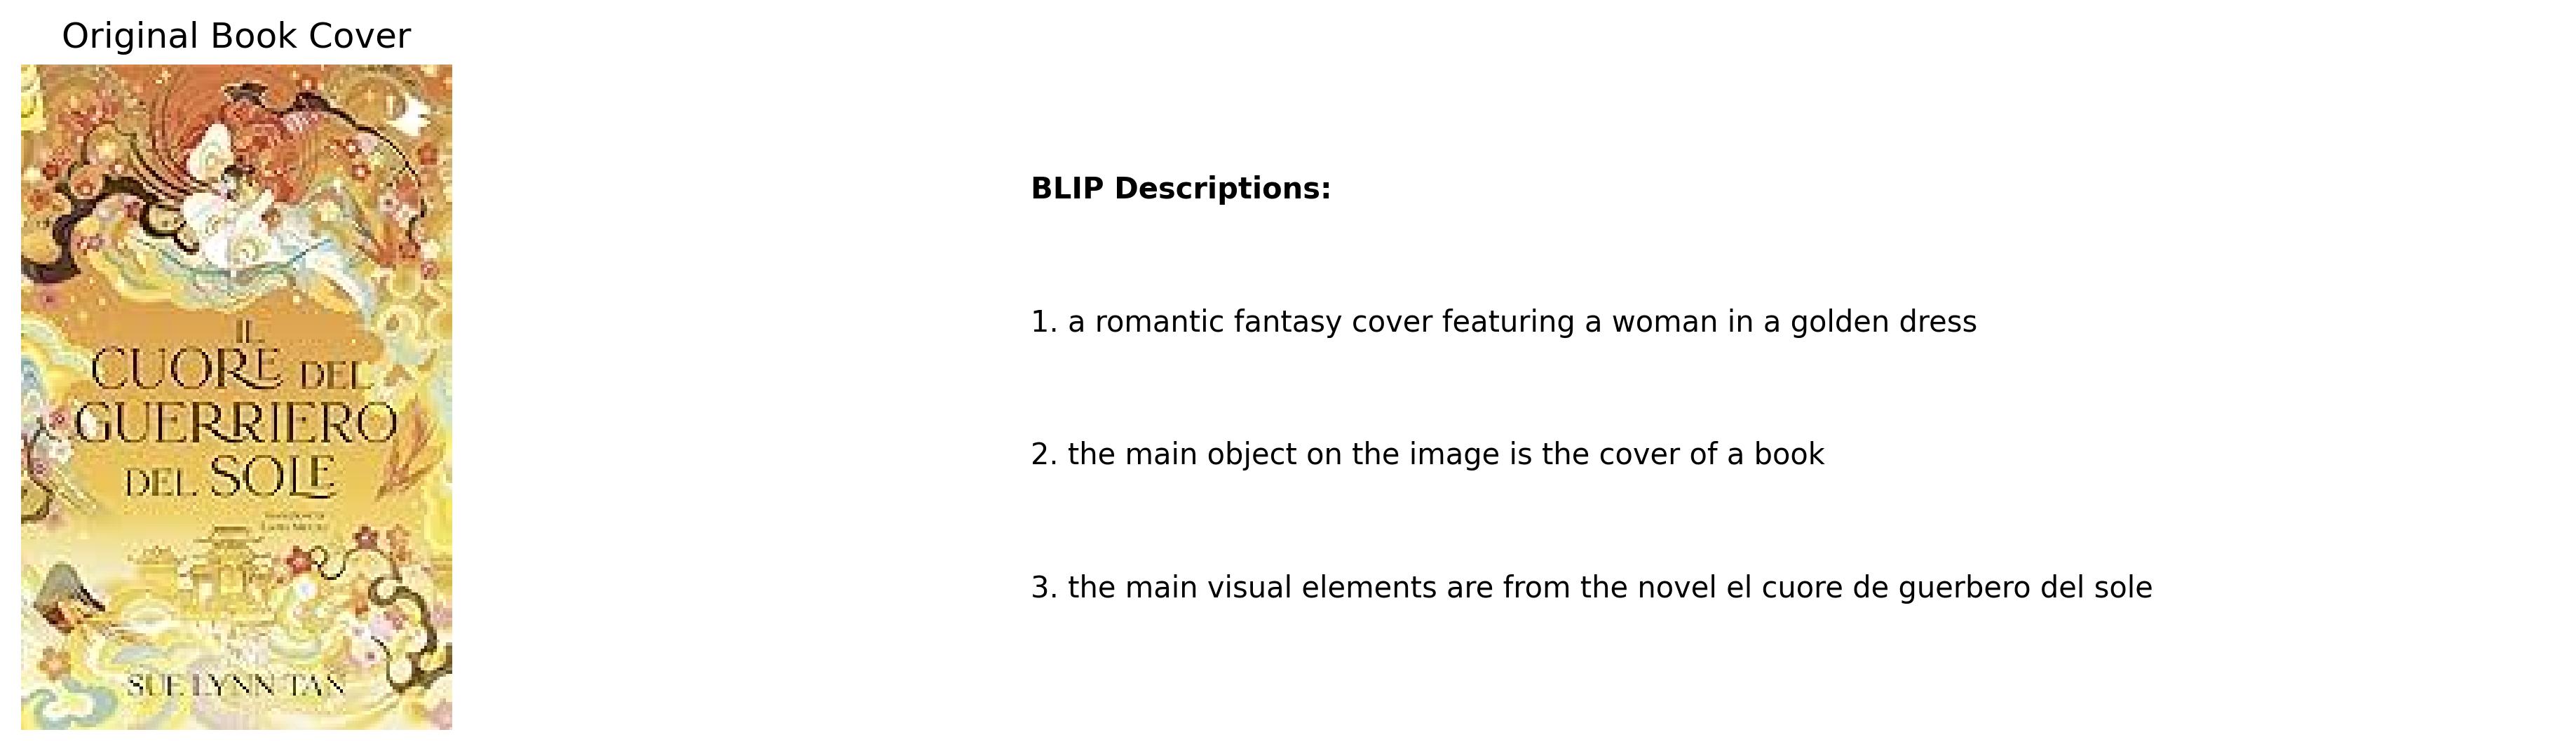 Original Book Cover
IL
CUORE DEL
GUERRIERO
DEL SOLE
SUE LYNN TAN
BLIP Descriptions:
1. a romantic fantasy cover featuring a woman in a golden dress
2. the main object on the image is the cover of a book
3. the main visual elements are from the novel el cuore de guerbero del sole